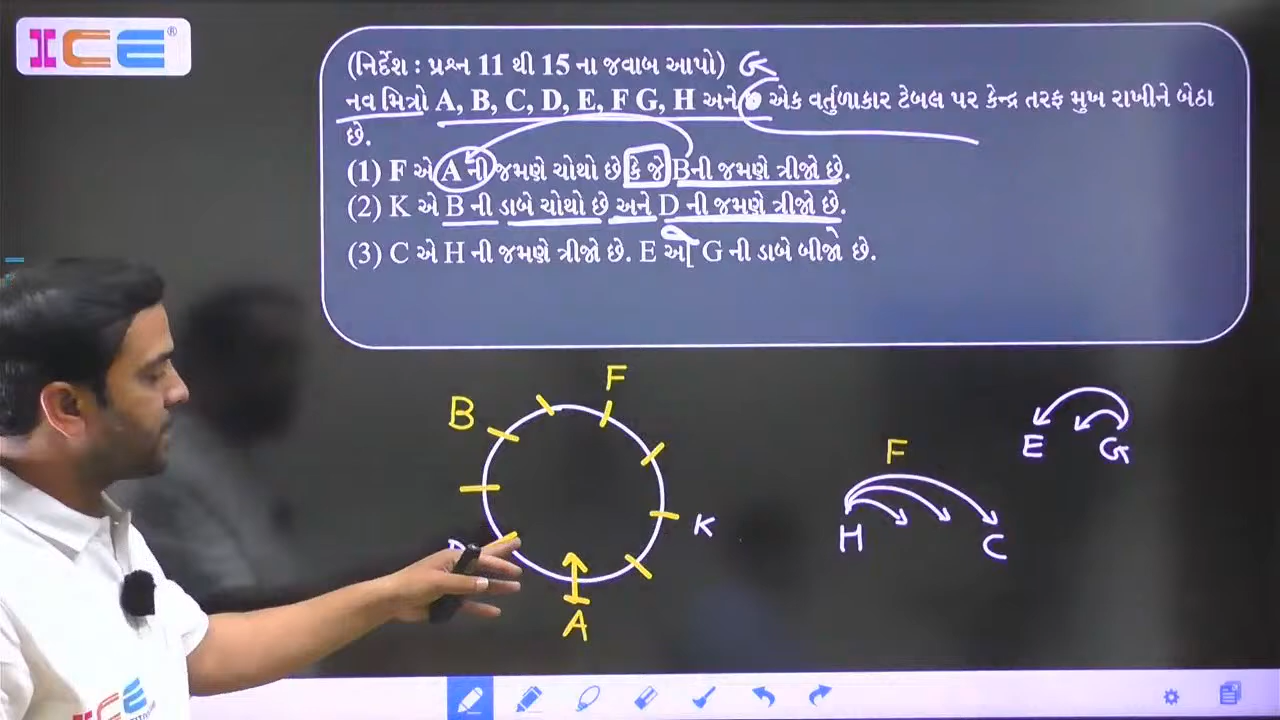 ICE®
(નિર્દેશ : પ્રશ્ન 11 થી 15 ના જવાબ આપો) G
નવ મિત્રો A, B, C, D, E, F G, H અને એક વર્તુળાકાર ટેબલ પર કેન્દ્ર તરફ મુખ રાખીને બેઠા
છે.
(1) F એ A ની જમણે ચોથો છે કે જે B ની જમણે ત્રીજો છે.
(2) K એ B ની ડાબે ચોથો છે અને D ની જમણે ત્રીજો છે.
(3) C એ H ની જમણે ત્રીજો છે. E એ G ની ડાબે બીજો છે.
F
B
K
A
F
H C
E G
ICE